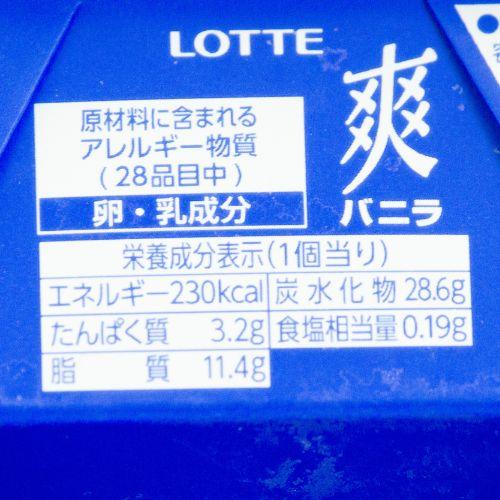 LOTTE
爽
バニラ
原材料に含まれる
アレルギー物質
(28品目中)
卵・乳成分
栄養成分表示(1個当り)
エネルギー230kcal 炭水化物28.6g
たんぱく質 3.2g 食塩相当量0.19g
脂質 11.4g